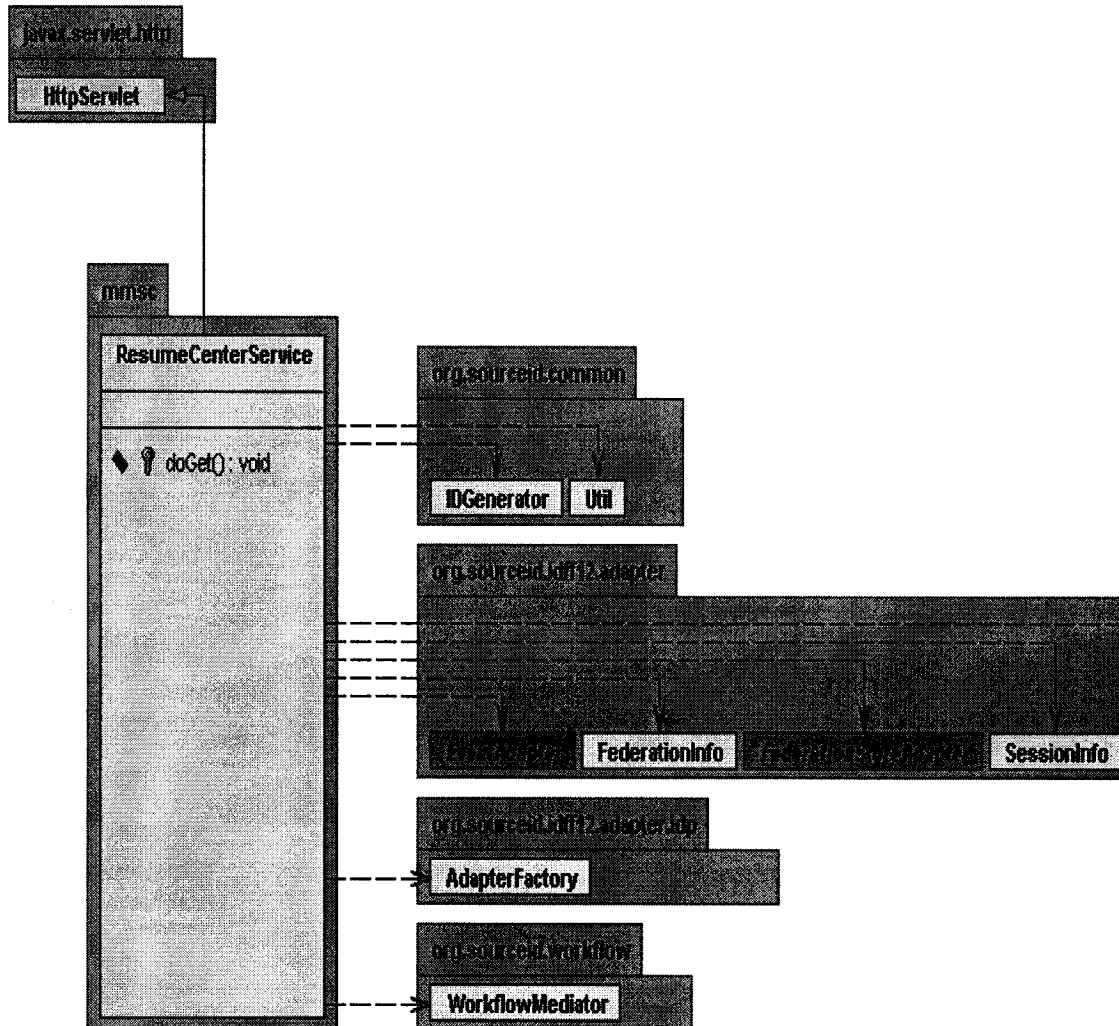 javax.servlet.http
HttpServlet
mmsc
ResumeCenterService
doGet() : void
org.sourceid.common
IDGenerator
Util
org.sourceid.idff12.adapter
FederationInfo
SessionInfo
org.sourceid.idff12.adapter.idp
AdapterFactory
org.sourceid.workflow
WorkflowMediator